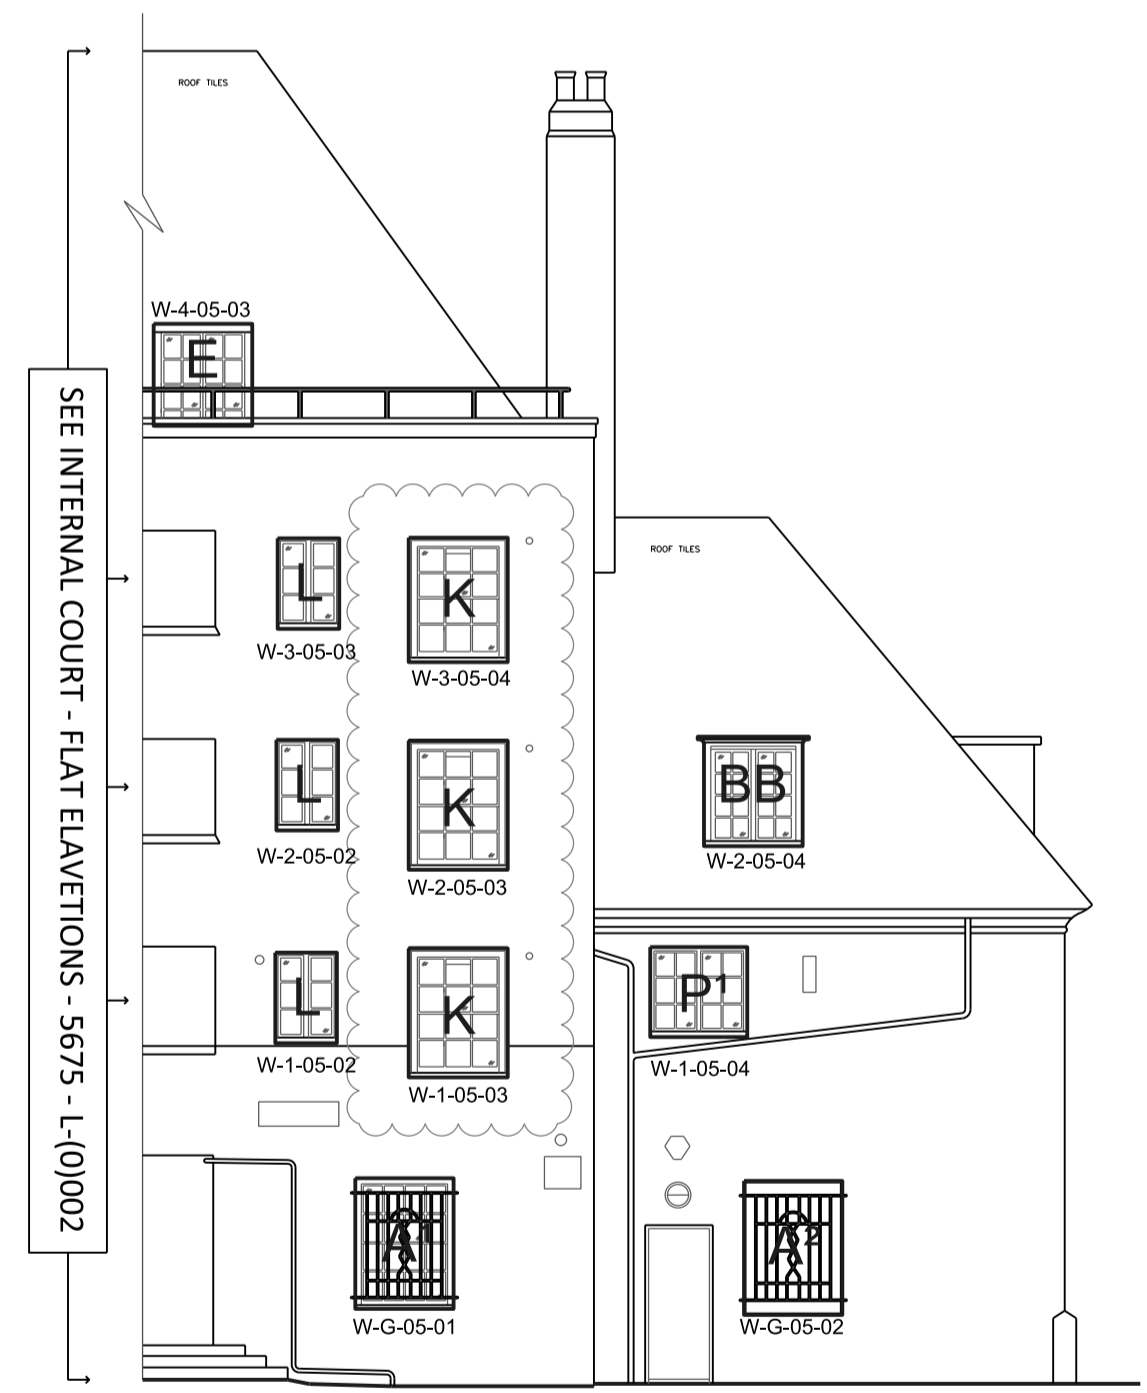 ROOF TILES
W-4-05-03
E
SEE INTERNAL COURT - FLAT ELAVETIONS - 5675 - L-(0)002
ROOF TILES
L
K
W-3-05-03
W-3-05-04
L
K
BB
W-2-05-02
W-2-05-03
W-2-05-04
L
K
P¹
W-1-05-02
W-1-05-03
W-1-05-04
A¹
A²
W-G-05-01
W-G-05-02